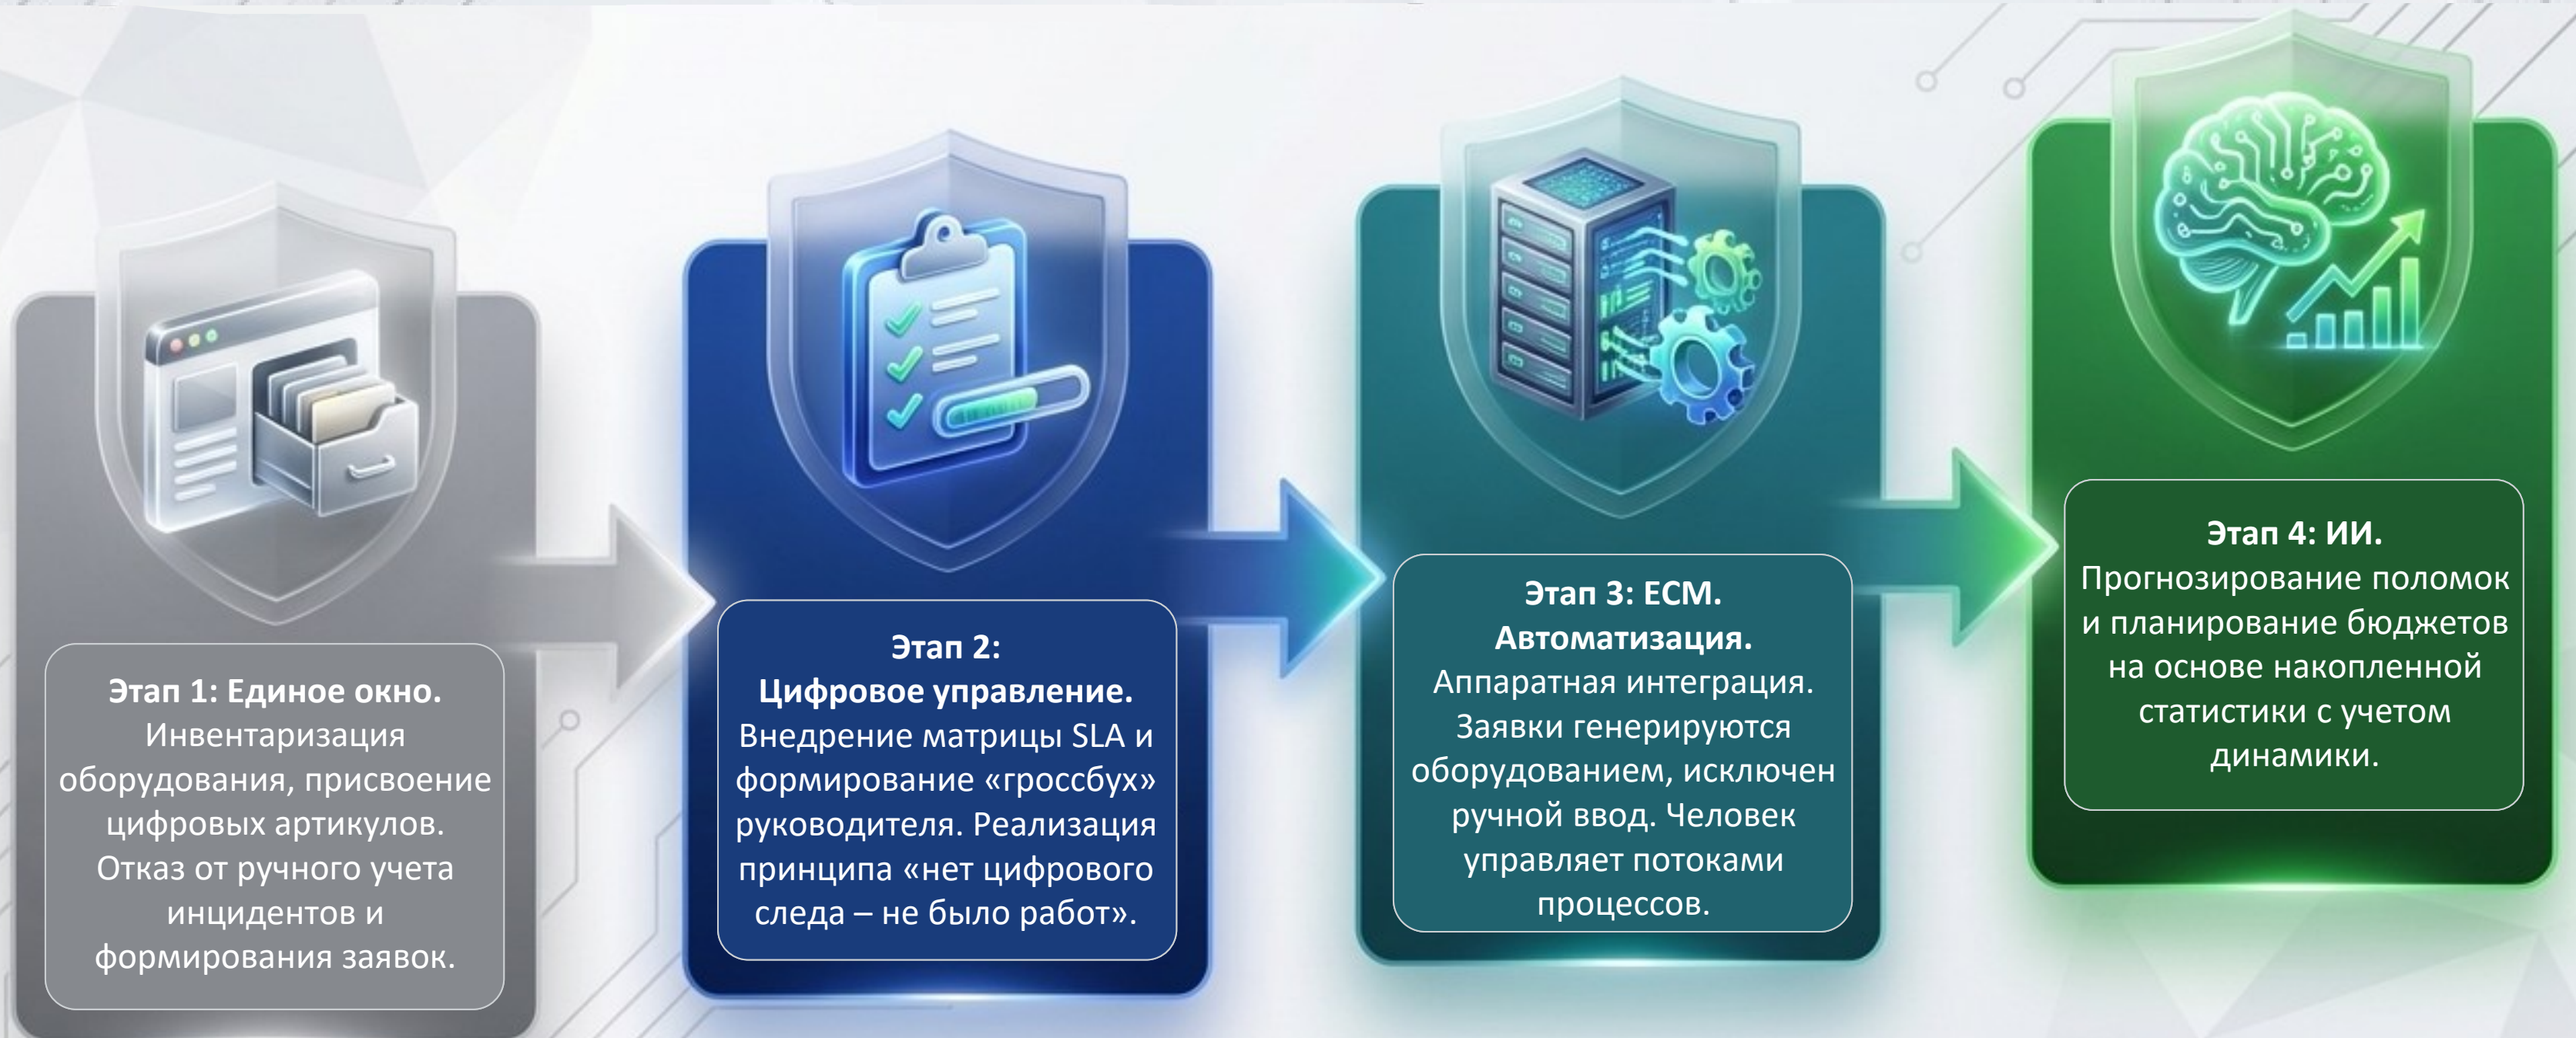 Этап 1: Единое окно.
Инвентаризация
оборудования, присвоение
цифровых артикулов.
Отказ от ручного учета
инцидентов и
формирования заявок.
Этап 2:
Цифровое управление.
Внедрение матрицы SLA и
формирование «гроссбух»
руководителя. Реализация
принципа «нет цифрового
следа – не было работ».
Этап 3: ЕСМ.
Автоматизация.
Аппаратная интеграция.
Заявки генерируются
оборудованием, исключен
ручной ввод. Человек
управляет потоками
процессов.
Этап 4: ИИ.
Прогнозирование поломок
и планирование бюджетов
на основе накопленной
статистики с учетом
динамики.